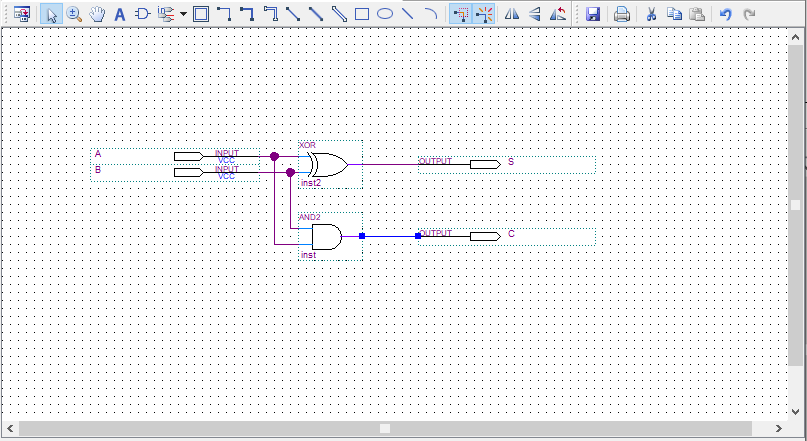 A
A INPUT
VCC
B INPUT
VCC
XOR
inst2
OUTPUT S
AND2
inst
OUTPUT C